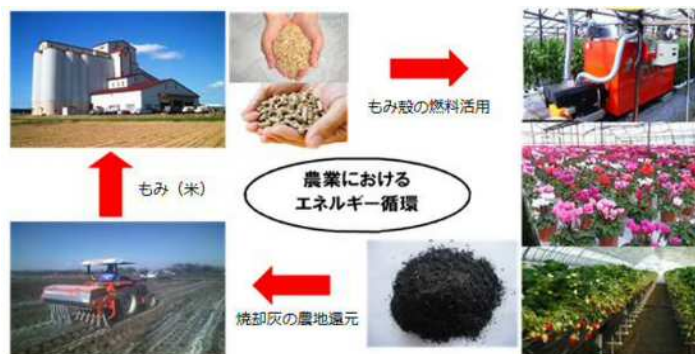 もみ殻の燃料活用
もみ（米）
農業における
エネルギー循環
焼却灰の農地還元